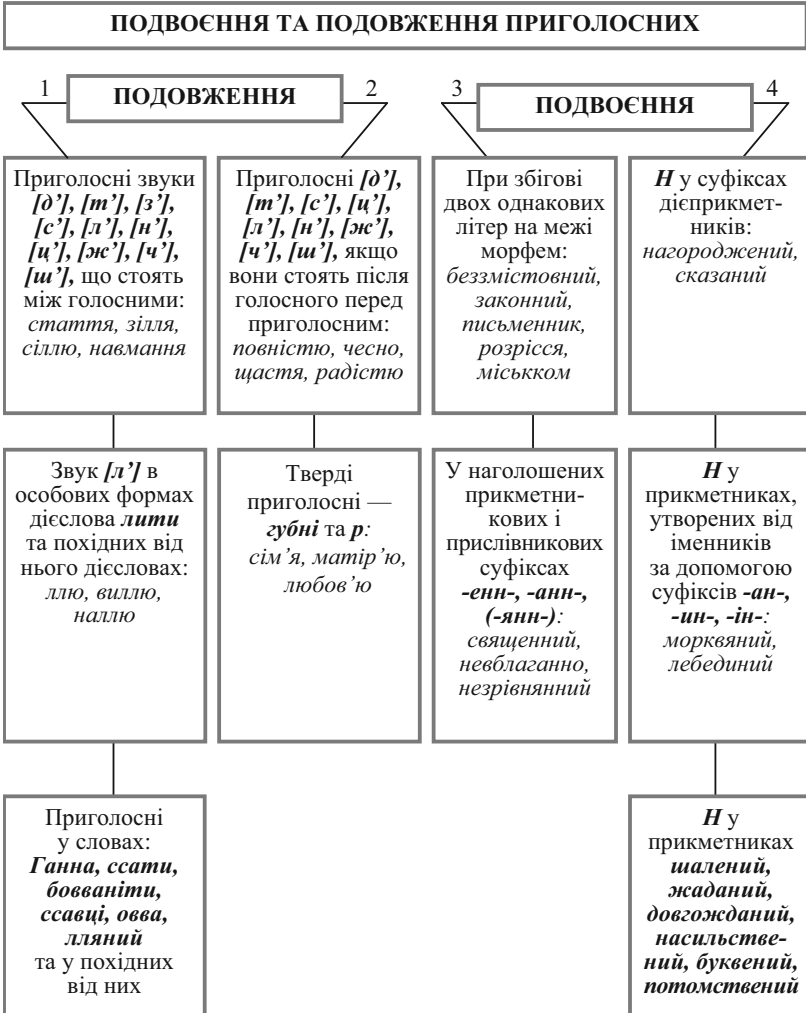 ПОДВОЄННЯ ТА ПОДОВЖЕННЯ ПРИГОЛОСНИХ
1
ПОДОВЖЕННЯ
2
3
ПОДВОЄННЯ
4
Приголосні звуки
[д’], [т’], [з’],
[с’], [л’], [н’],
[ц’], [ж’], [ч’],
[ш’], що стоять
між голосними:
стаття, зілля,
сіллю, навмання
Приголосні [д’],
[т’], [с’], [ц’],
[л’], [н’], [ж’],
[ч’], [ш’], якщо
вони стоять після
голосного перед
приголосним:
повністю, чесно,
щастя, радістю
При збігові
двох однакових
літер на межі
морфем:
беззмістовний,
законний,
письменник,
розрісся,
міськком
Н у суфіксах
дієприкмет-
ників:
нагороджений,
сказаний
Звук [л’] в
особових формах
дієслова лити
та похідних від
нього дієсловах:
ллю, виллю,
наллю
Тверді
приголосні —
губні та р:
сім’я, матір’ю,
любов’ю
У наголошених
прикметни-
кових і
прислівникових
суфіксах
-енн-, -анн-,
(-янн-):
священний,
невблаганно,
незрівнянний
Н у
прикметниках,
утворених від
іменників
за допомогою
суфіксів -ан-,
-ин-, -ін-:
морквяний,
лебединий
Приголосні
у словах:
Ганна, ссати,
бовваніти,
ссавці, овва,
лляний
та у похідних
від них
Н у
прикметниках
шалений,
жаданий,
довгожданий,
насильстве-
ний, буквений,
потомствений